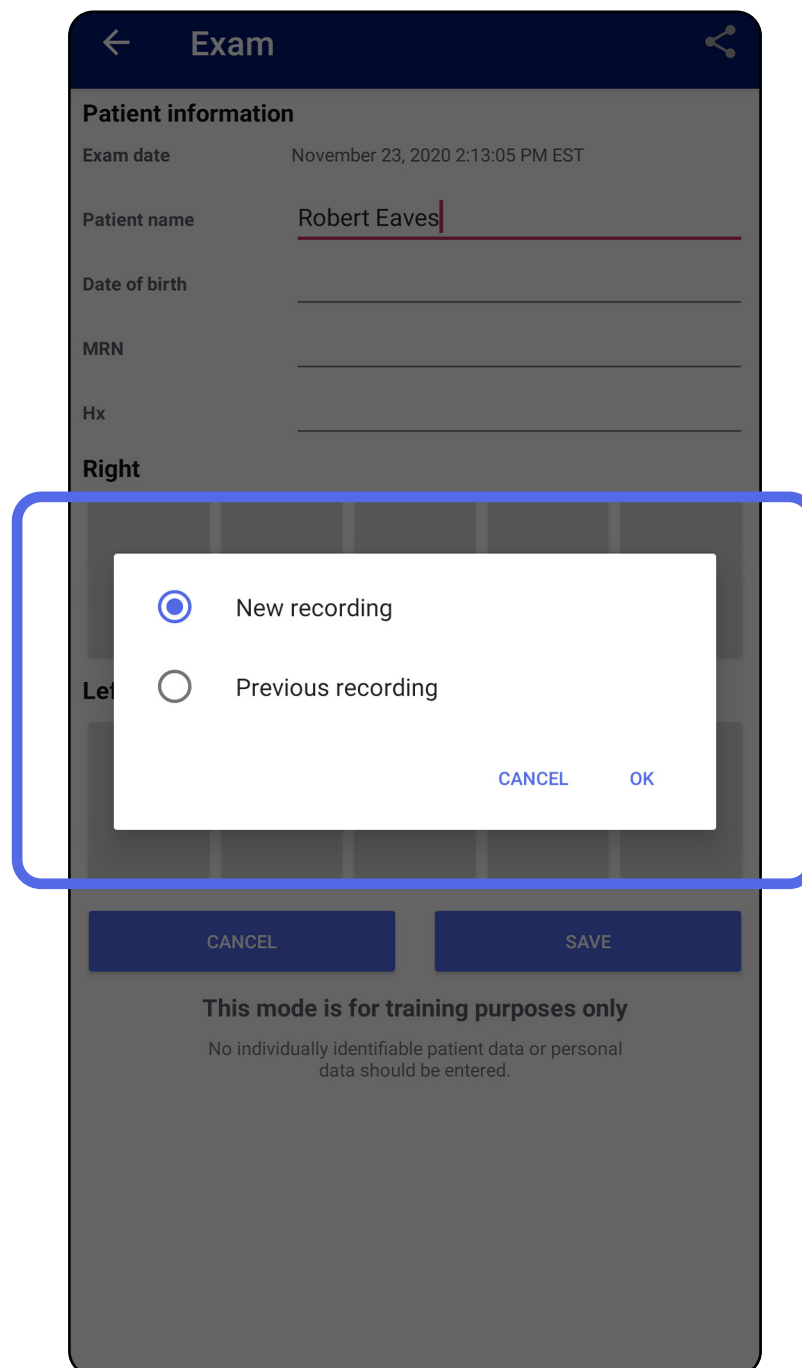 Exam
Patient information
Exam date November 23, 2020 2:13:05 PM EST
Patient name Robert Eaves
Date of birth
MRN
Hx
Right
New recording
Lef
Previous recording
CANCEL OK
CANCEL SAVE
This mode is for training purposes only
No individually identifiable patient data or personal
data should be entered.